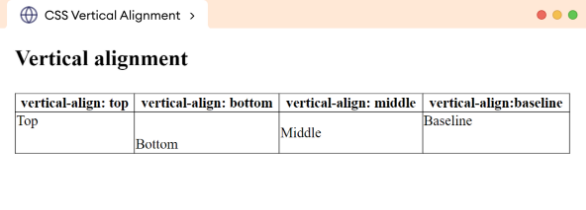 CSS Vertical Alignment >
Vertical alignment
vertical-align: top vertical-align: bottom vertical-align: middle vertical-align:baseline
Top Bottom Middle Baseline